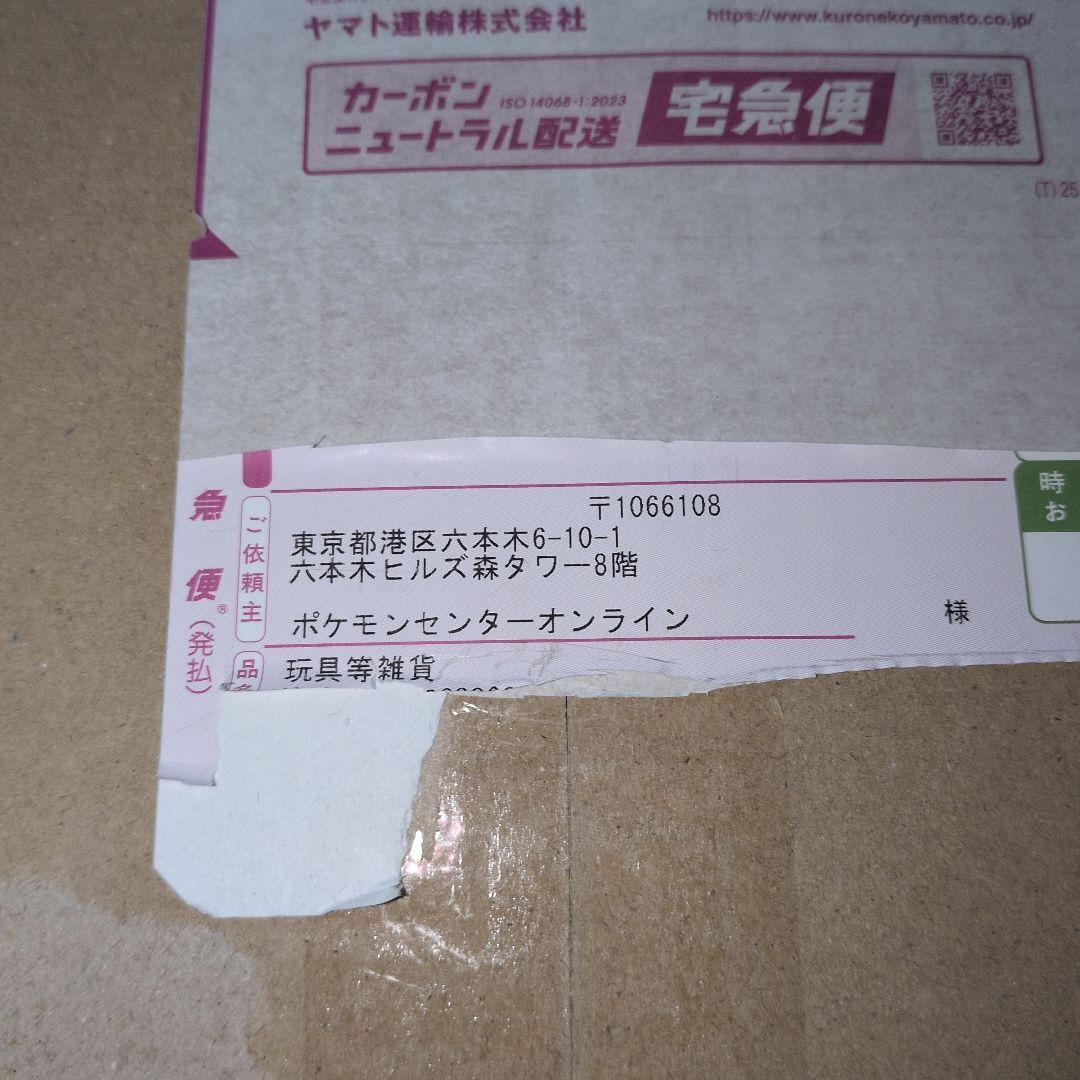 ヤマト運輸株式会社
https://www.kuronekoyamato.co.jp/
カーボン ISO 14068-1:2023
ニュートラル配送
宅急便
(T) 25
急便®(発払)
ご依頼主
〒1066108
東京都港区六本木6-10-1
六本木ヒルズ森タワー8階
ポケモンセンターオンライン 様
時
お
品
玩具等雑貨